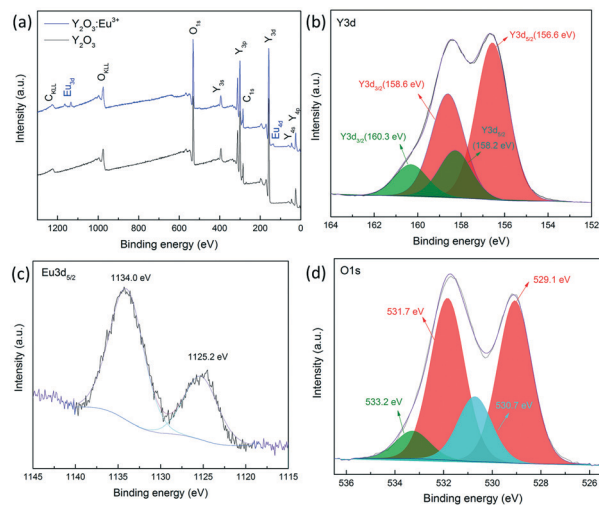 (a)
Y₂O₃:Eu³⁺
Y₂O₃
C_KLL
Eu₃d
O_KLL
O₁s
Y₃s
Y₃p
C₁s
Y₃d
Eu₄d
Y₄s
Y₄p
Intensity (a.u.)
1200 1000 800 600 400 200 0
Binding energy (eV)
(b)
Y3d
Y3d₅/₂(156.6 eV)
Y3d₃/₂(158.6 eV)
Y3d₃/₂(160.3 eV)
Y3d₅/₂
(158.2 eV)
Intensity (a.u.)
164 162 160 158 156 154 152
Binding energy (eV)
(c)
Eu3d₅/₂
1134.0 eV
1125.2 eV
Intensity (a.u.)
1145 1140 1135 1130 1125 1120 1115
Binding energy (eV)
(d)
O1s
529.1 eV
531.7 eV
533.2 eV
530.7 eV
Intensity (a.u.)
536 534 532 530 528 526
Binding energy (eV)